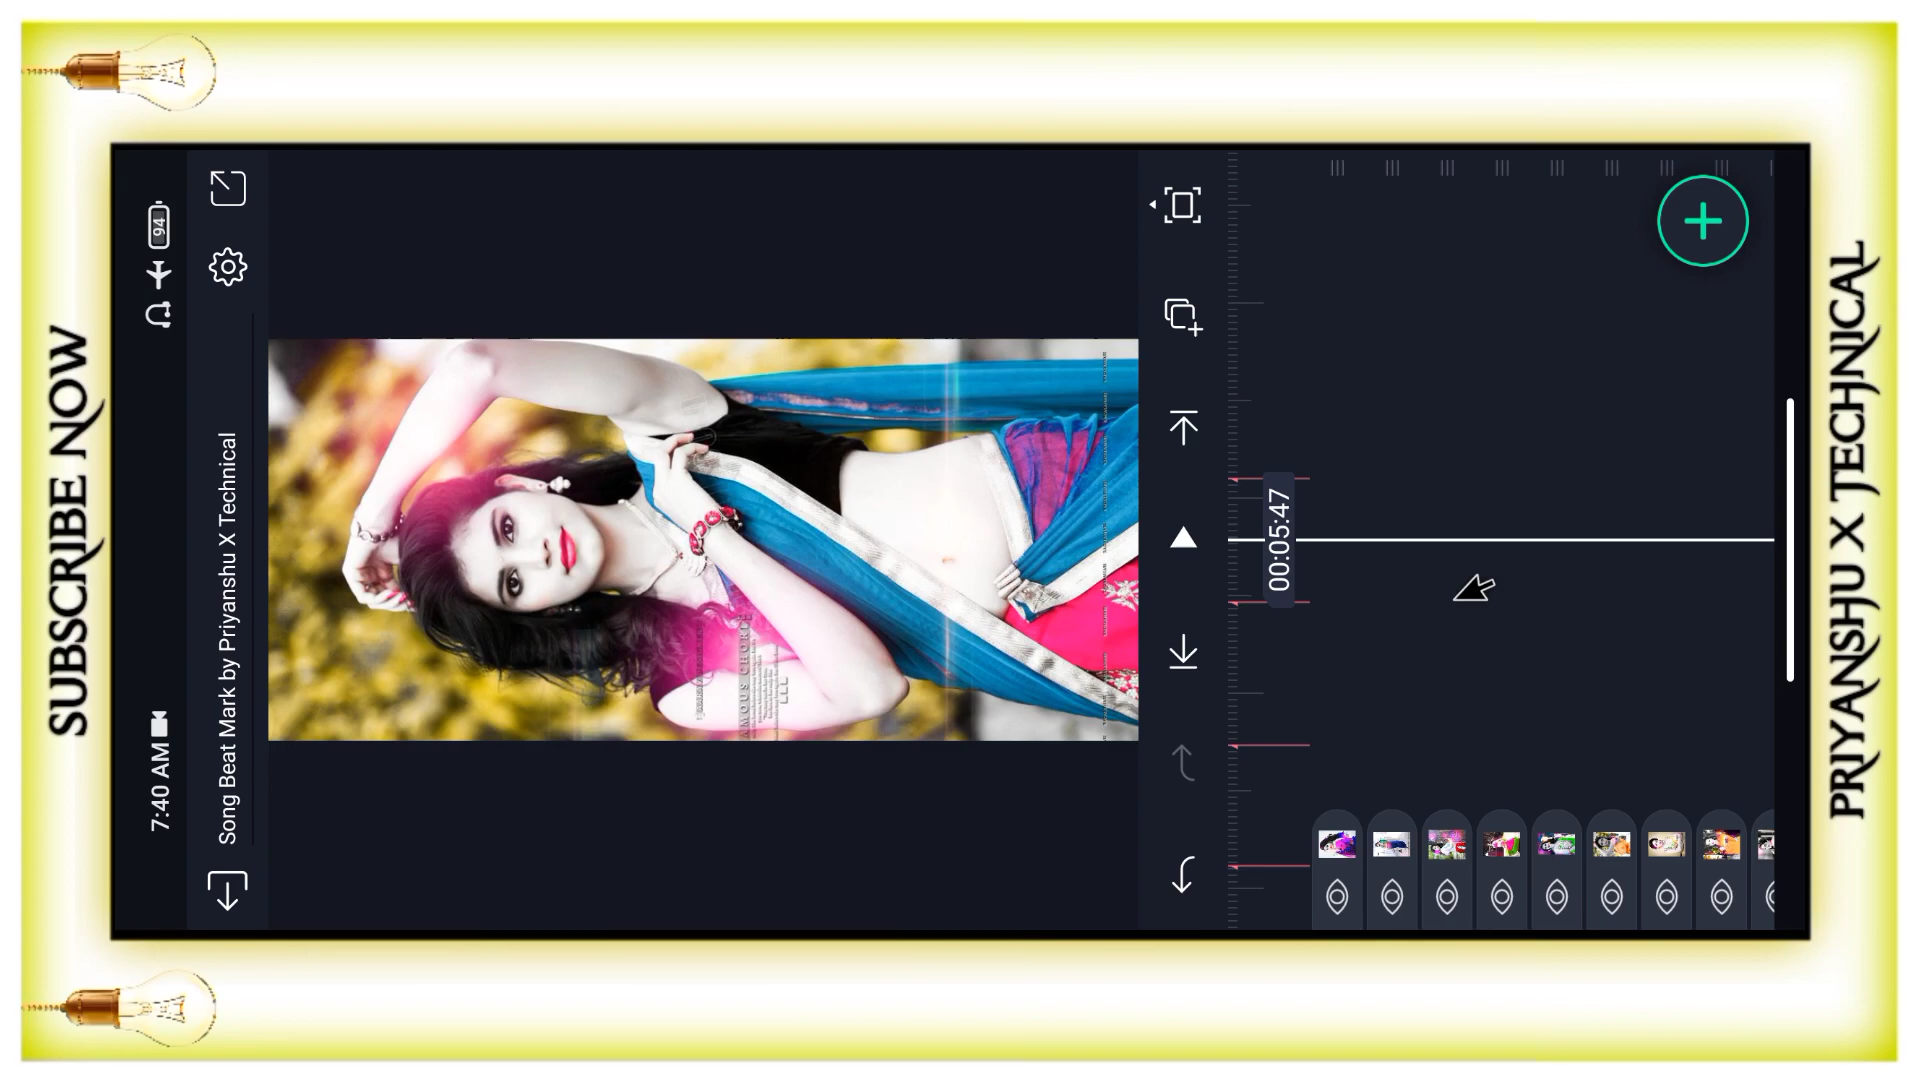 SUBSCRIBE NOW
7:40 AM
94
Song Beat Mark by Priyanshu X Technical
00:05:47
PRIYANSHU X TECHNICAL